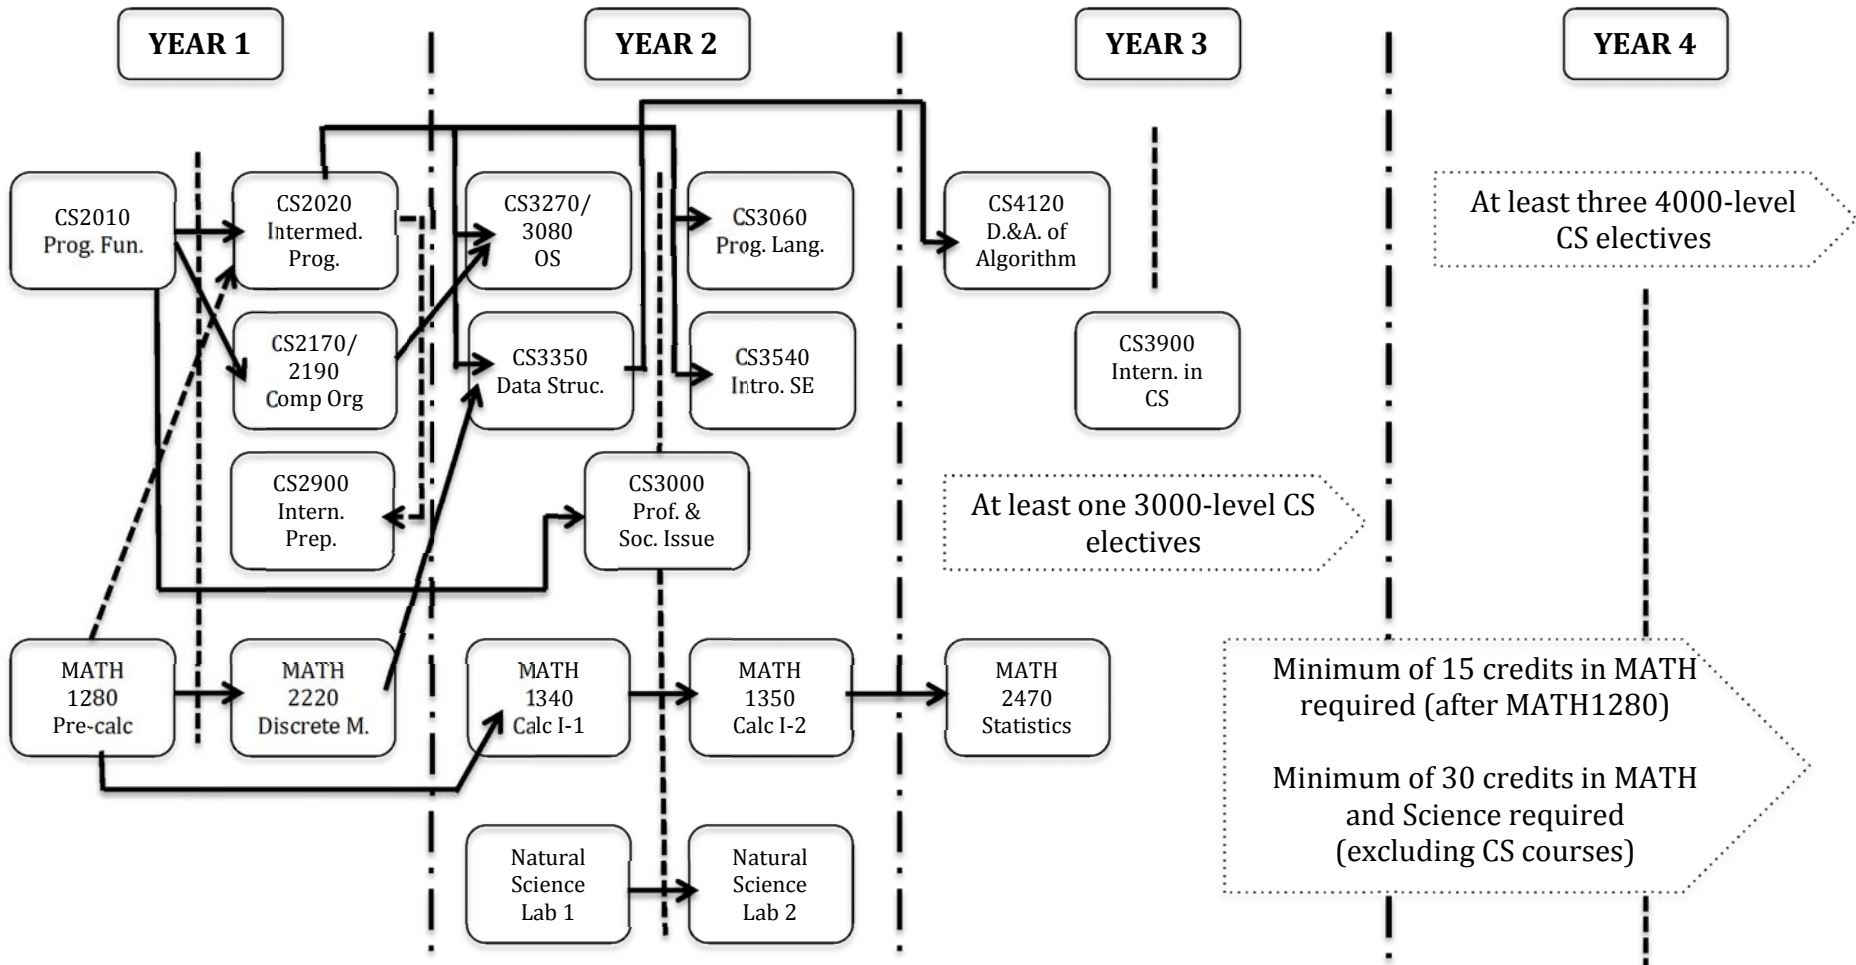 YEAR 1
YEAR 2
YEAR 3
YEAR 4
CS2010
Prog. Fun.
CS2020
Intermed.
Prog.
CS3270/
3080
OS
CS3060
Prog. Lang.
CS4120
D.&A. of
Algorithm
At least three 4000-level
CS electives
CS2170/
2190
Comp Org
CS3350
Data Struc.
CS3540
Intro. SE
CS3900
Intern. in
CS
CS2900
Intern.
Prep.
CS3000
Prof. &
Soc. Issue
At least one 3000-level CS
electives
MATH
1280
Pre-calc
MATH
2220
Discrete M.
MATH
1340
Calc I-1
MATH
1350
Calc I-2
MATH
2470
Statistics
Minimum of 15 credits in MATH
required (after MATH1280)
Minimum of 30 credits in MATH
and Science required
(excluding CS courses)
Natural
Science
Lab 1
Natural
Science
Lab 2